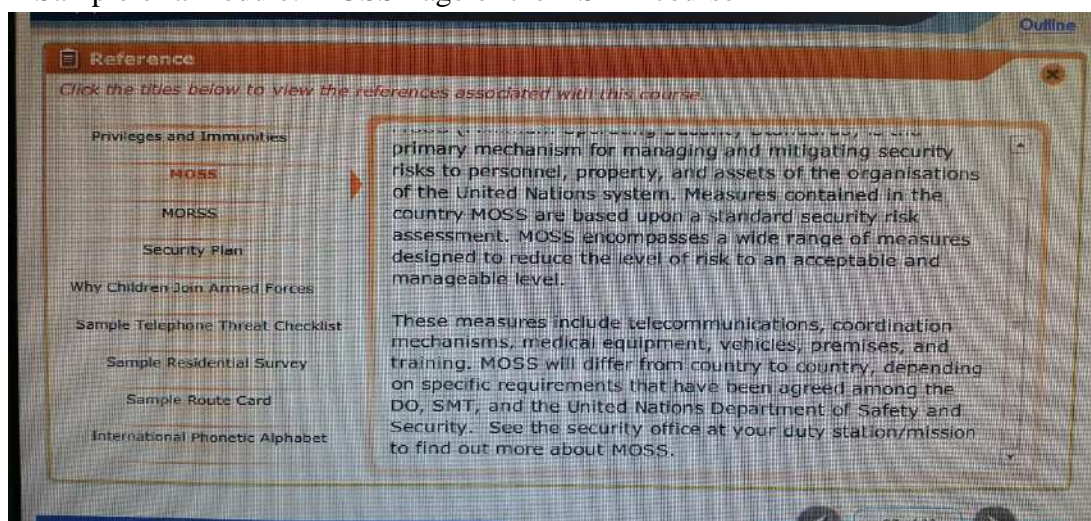 Outline
Reference
Click the titles below to view the references associated with this course.
Privileges and Immunities
MOSS
MORSS
Security Plan
Why Children Join Armed Forces
Sample Telephone Threat Checklist
Sample Residential Survey
Sample Route Card
International Phonetic Alphabet
primary mechanism for managing and mitigating security
risks to personnel, property, and assets of the organisations
of the United Nations system. Measures contained in the
country MOSS are based upon a standard security risk
assessment. MOSS encompasses a wide range of measures
designed to reduce the level of risk to an acceptable and
manageable level.
These measures include telecommunications, coordination
mechanisms, medical equipment, vehicles, premises, and
training. MOSS will differ from country to country, depending
on specific requirements that have been agreed among the
DO, SMT, and the United Nations Department of Safety and
Security. See the security office at your duty station/mission
to find out more about MOSS.